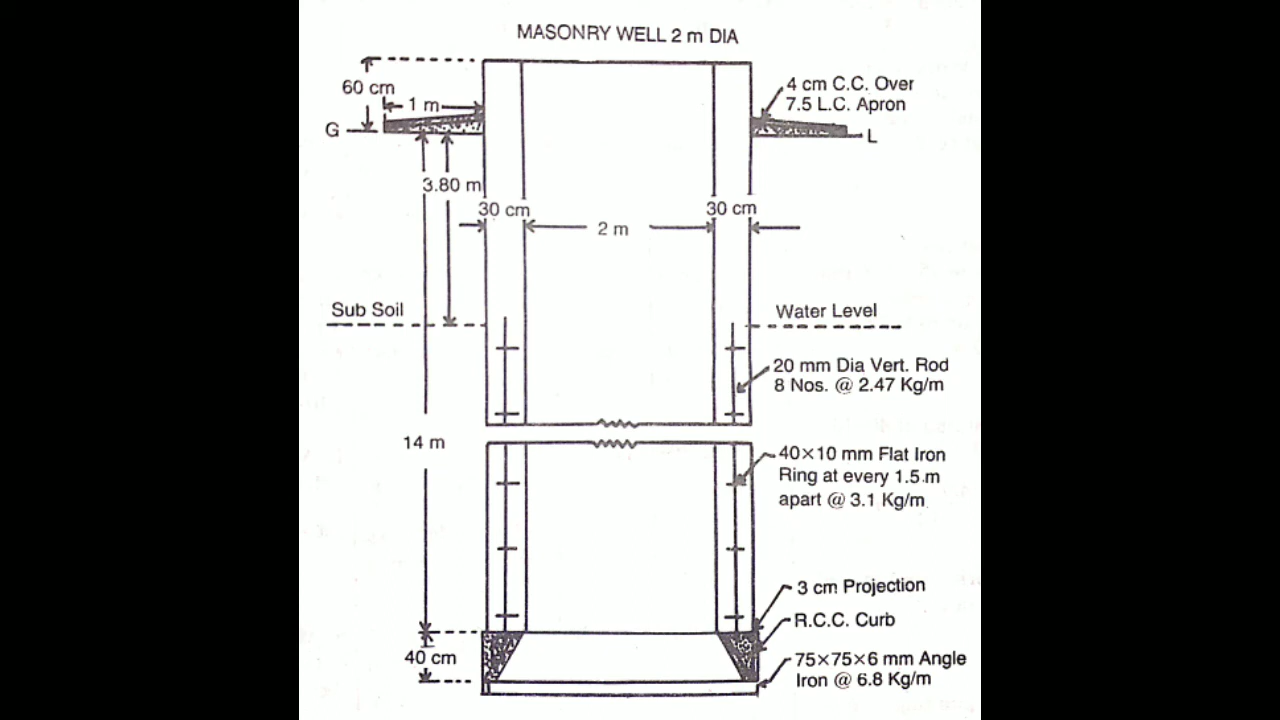 MASONRY WELL 2 m DIA
60 cm
1 m
4 cm C.C. Over
7.5 L.C. Apron
G
L
3.80 m
30 cm
30 cm
2 m
Sub Soil
Water Level
20 mm Dia Vert. Rod
8 Nos. @ 2.47 Kg/m
14 m
40×10 mm Flat Iron
Ring at every 1.5 m
apart @ 3.1 Kg/m
3 cm Projection
R.C.C. Curb
40 cm
75×75×6 mm Angle
Iron @ 6.8 Kg/m